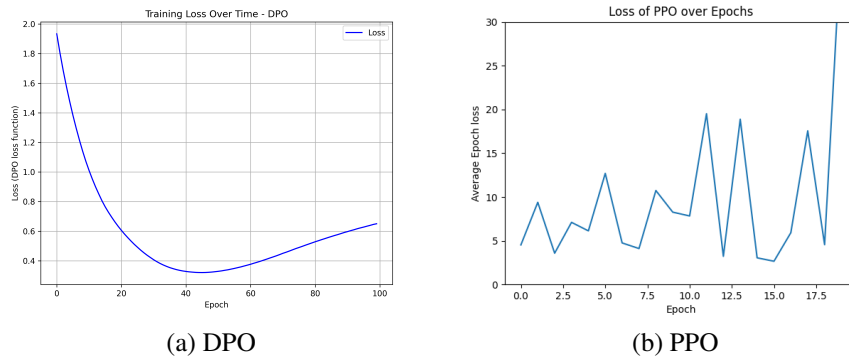 Training Loss Over Time - DPO
Loss
2.0
1.8
1.6
1.4
1.2
1.0
0.8
0.6
0.4
Loss (DPO loss function)
0 20 40 60 80 100
Epoch
(a) DPO
Loss of PPO over Epochs
30
25
20
15
10
5
0
Average Epoch loss
0.0 2.5 5.0 7.5 10.0 12.5 15.0 17.5
Epoch
(b) PPO